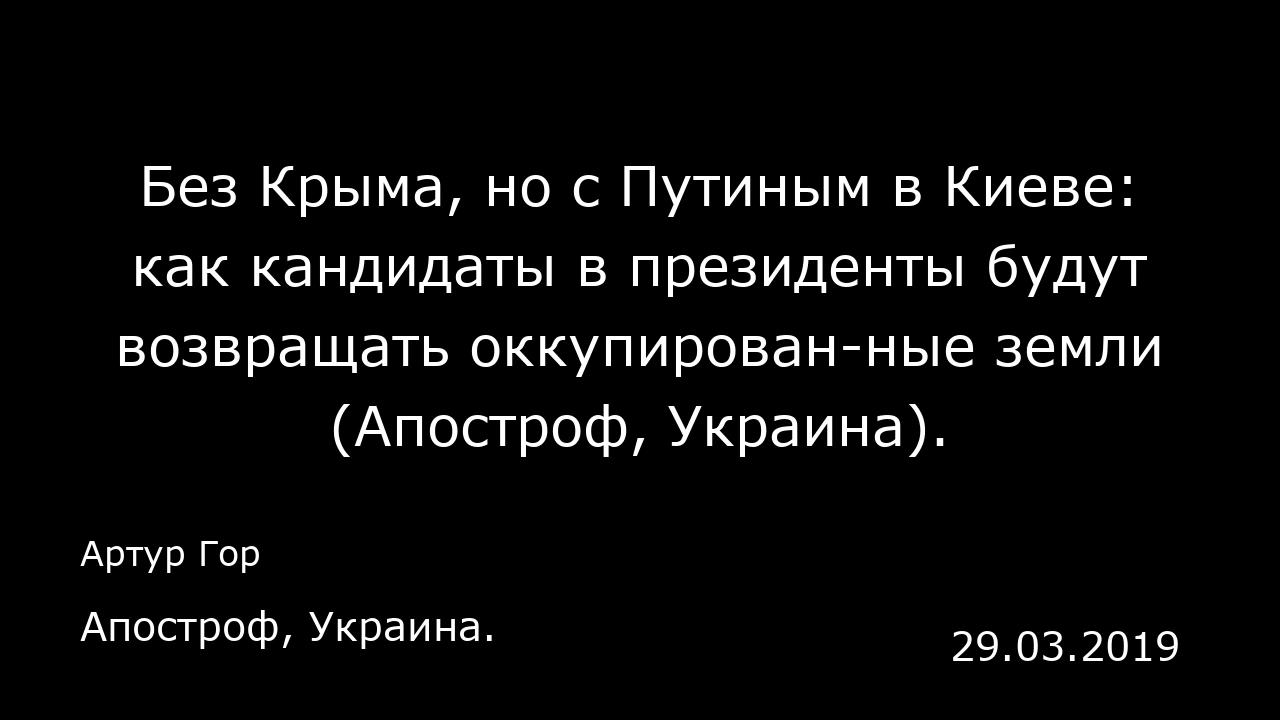 Без Крыма, но с Путиным в Киеве:
как кандидаты в президенты будут
возвращать оккупирован-ные земли
(Апостроф, Украина).
Артур Гор
Апостроф, Украина.
29.03.2019